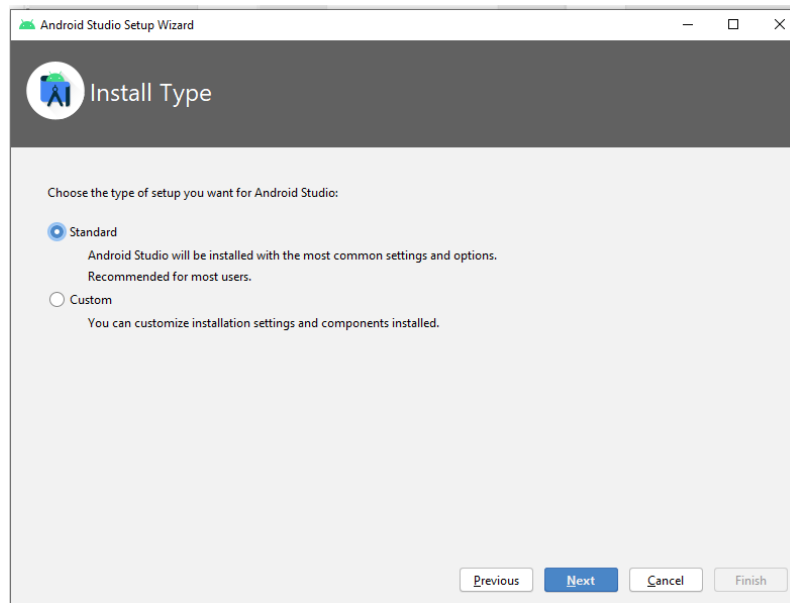 Android Studio Setup Wizard
Install Type
Choose the type of setup you want for Android Studio:
Standard
Android Studio will be installed with the most common settings and options.
Recommended for most users.
Custom
You can customize installation settings and components installed.
Previous Next Cancel Finish